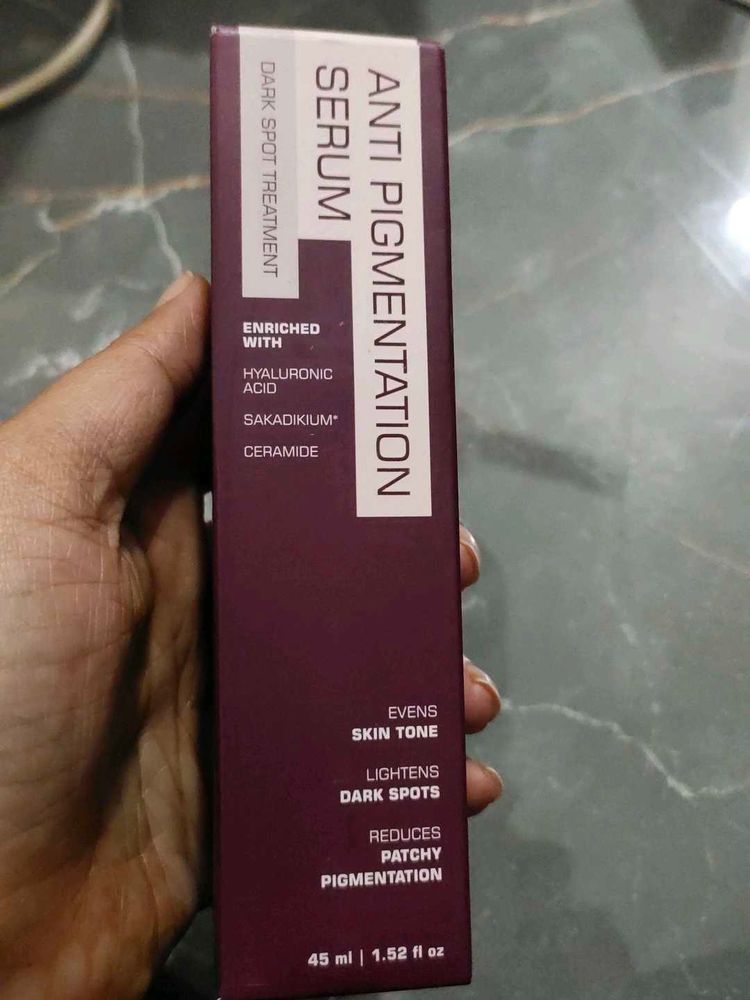 ANTI PIGMENTATION
SERUM
DARK SPOT TREATMENT
ENRICHED
WITH
HYALURONIC
ACID
SAKADIKIUM*
CERAMIDE
EVENS
SKIN TONE
LIGHTENS
DARK SPOTS
REDUCES
PATCHY
PIGMENTATION
45 ml | 1.52 fl oz